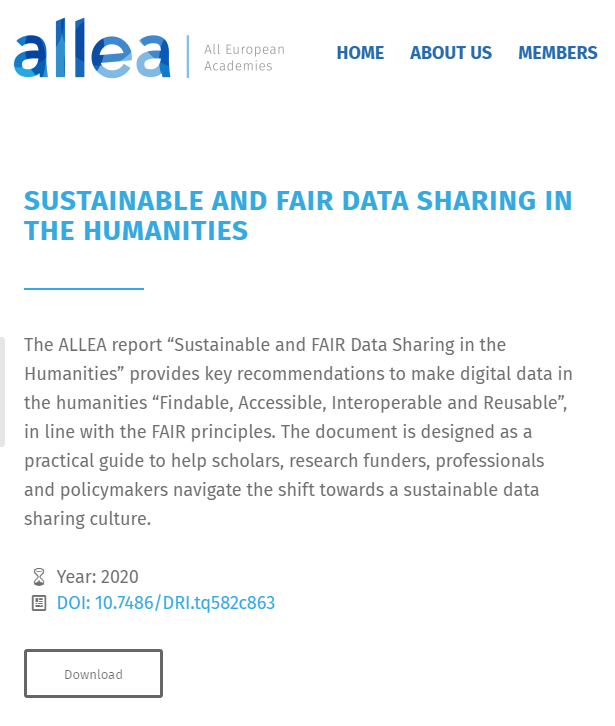 allea
All European
Academies
HOME ABOUT US MEMBERS
SUSTAINABLE AND FAIR DATA SHARING IN
THE HUMANITIES
The ALLEA report “Sustainable and FAIR Data Sharing in the
Humanities” provides key recommendations to make digital data in
the humanities “Findable, Accessible, Interoperable and Reusable”,
in line with the FAIR principles. The document is designed as a
practical guide to help scholars, research funders, professionals
and policymakers navigate the shift towards a sustainable data
sharing culture.
Year: 2020
DOI: 10.7486/DRI.tq582c863
Download